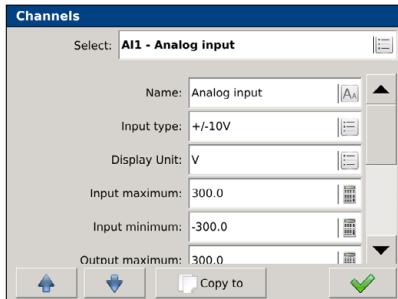 Channels
Select: AI1 - Analog input
Name: Analog input
Input type: +/-10V
Display Unit: V
Input maximum: 300.0
Input minimum: -300.0
Output maximum: 300.0
Copy to